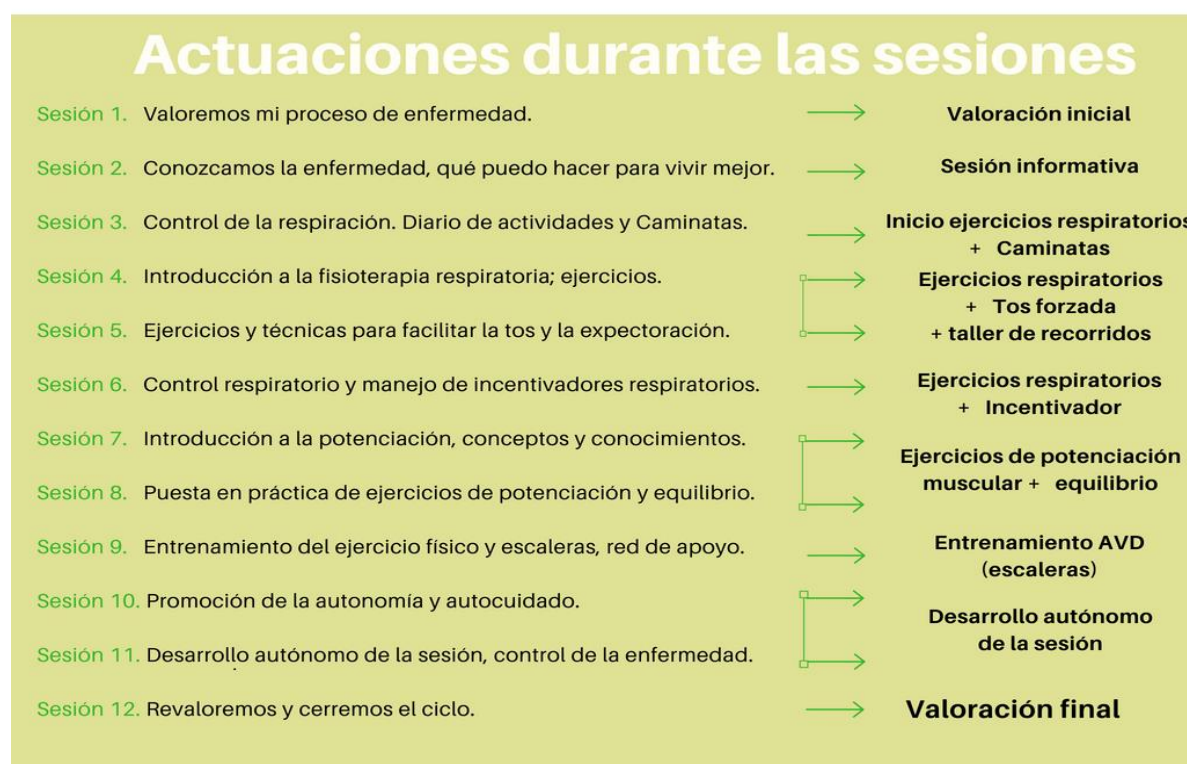 Actuaciones durante las sesiones
Sesión 1. Valoremos mi proceso de enfermedad.
Valoración inicial
Sesión 2. Conozcamos la enfermedad, qué puedo hacer para vivir mejor.
Sesión informativa
Sesión 3. Control de la respiración. Diario de actividades y Caminatas.
Inicio ejercicios respiratorios
+ Caminatas
Sesión 4. Introducción a la fisioterapia respiratoria; ejercicios.
Sesión 5. Ejercicios y técnicas para facilitar la tos y la expectoración.
Ejercicios respiratorios
+ Tos forzada
+ taller de recorridos
Sesión 6. Control respiratorio y manejo de incentivadores respiratorios.
Ejercicios respiratorios
+ Incentivador
Sesión 7. Introducción a la potenciación, conceptos y conocimientos.
Sesión 8. Puesta en práctica de ejercicios de potenciación y equilibrio.
Ejercicios de potenciación
muscular + equilibrio
Sesión 9. Entrenamiento del ejercicio físico y escaleras, red de apoyo.
Entrenamiento AVD
(escaleras)
Sesión 10. Promoción de la autonomía y autocuidado.
Sesión 11. Desarrollo autónomo de la sesión, control de la enfermedad.
Desarrollo autónomo
de la sesión
Sesión 12. Revaloremos y cerremos el ciclo.
Valoración final